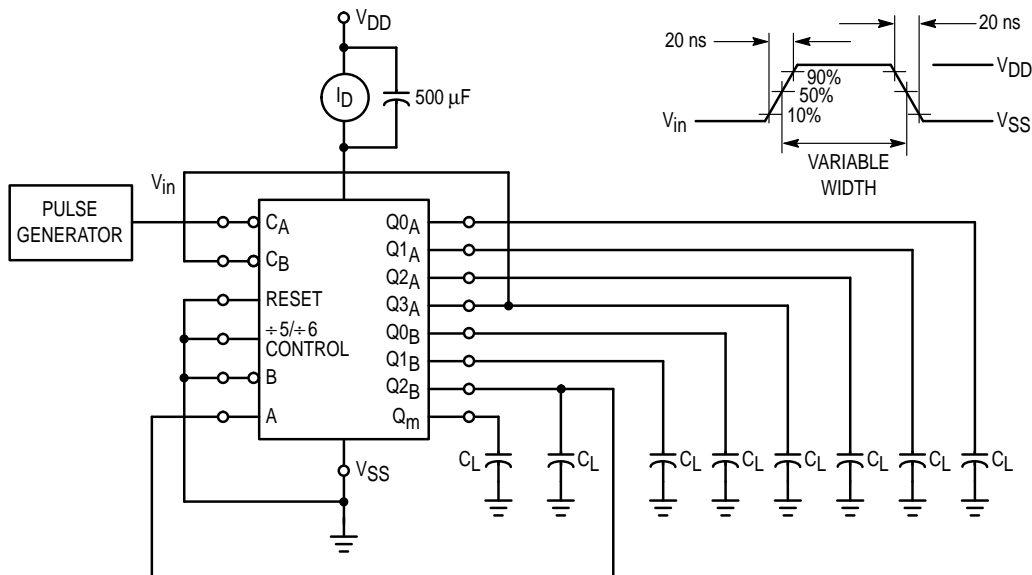 VDD
ID
500 µF
20 ns
20 ns
90%
50%
10%
VDD
VSS
Vin
VARIABLE
WIDTH
Vin
PULSE
GENERATOR
CA
CB
RESET
÷5/÷6
CONTROL
B
A
Q0A
Q1A
Q2A
Q3A
Q0B
Q1B
Q2B
Qm
VSS
CL
CL
CL
CL
CL
CL
CL
CL